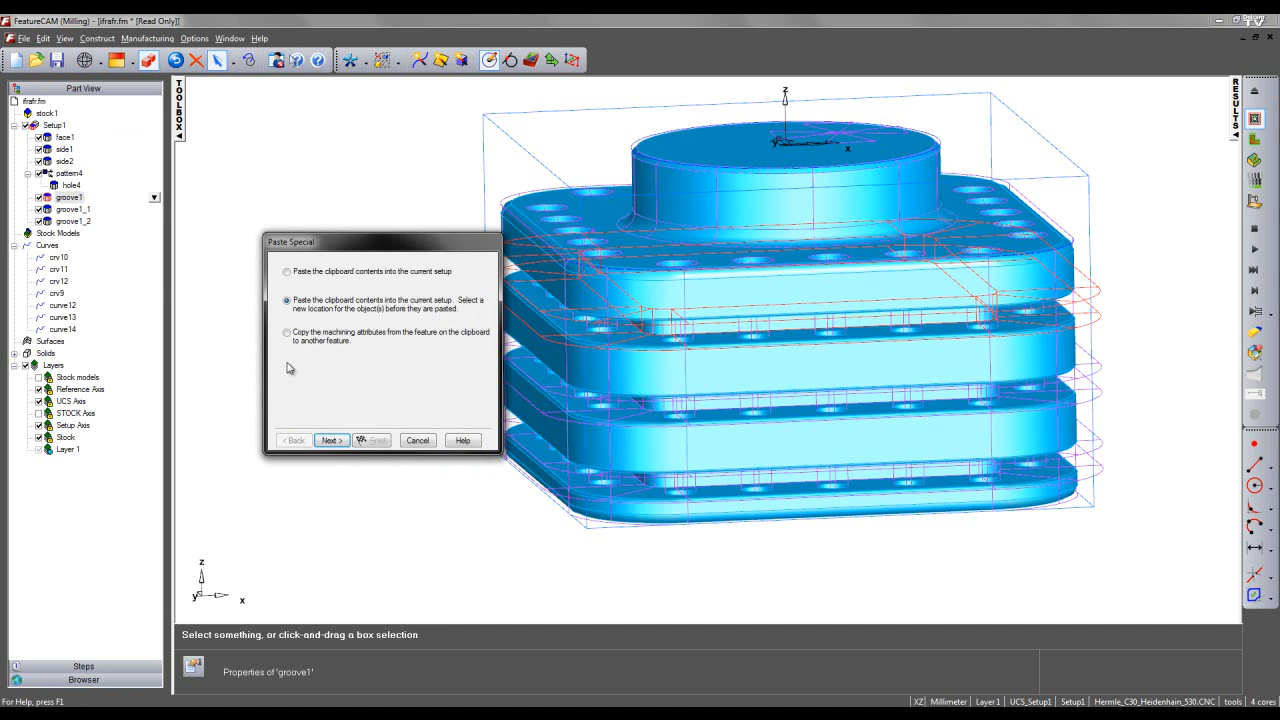 FeatureCAM (Milling) - [ifrafr.fm * [Read Only]]
File Edit View Construct Manufacturing Options Window Help
Part View
ifrafr.fm
stock1
Setup1
face1
side1
side2
pattern4
hole4
groove1
groove1_1
groove1_2
Stock Models
Curves
crv10
crv11
crv12
crv9
curve12
curve13
curve14
Surfaces
Solids
Layers
Stock models
Reference Axis
UCS Axis
STOCK Axis
Setup Axis
Stock
Layer 1
Steps
Browser
TOOLBOX
RESULTS
z
y
x
Paste Special
Paste the clipboard contents into the current setup
Paste the clipboard contents into the current setup. Select a
new location for the object(s) before they are pasted.
Copy the machining attributes from the feature on the clipboard
to another feature.
< Back
Next >
Finish
Cancel
Help
z
y
x
Select something, or click-and-drag a box selection
Properties of 'groove1'
For Help, press F1
XZ Millimeter Layer 1 UCS_Setup1 Setup1 Hermle_C30_Heidenhain_530.CNC tools 4 cores